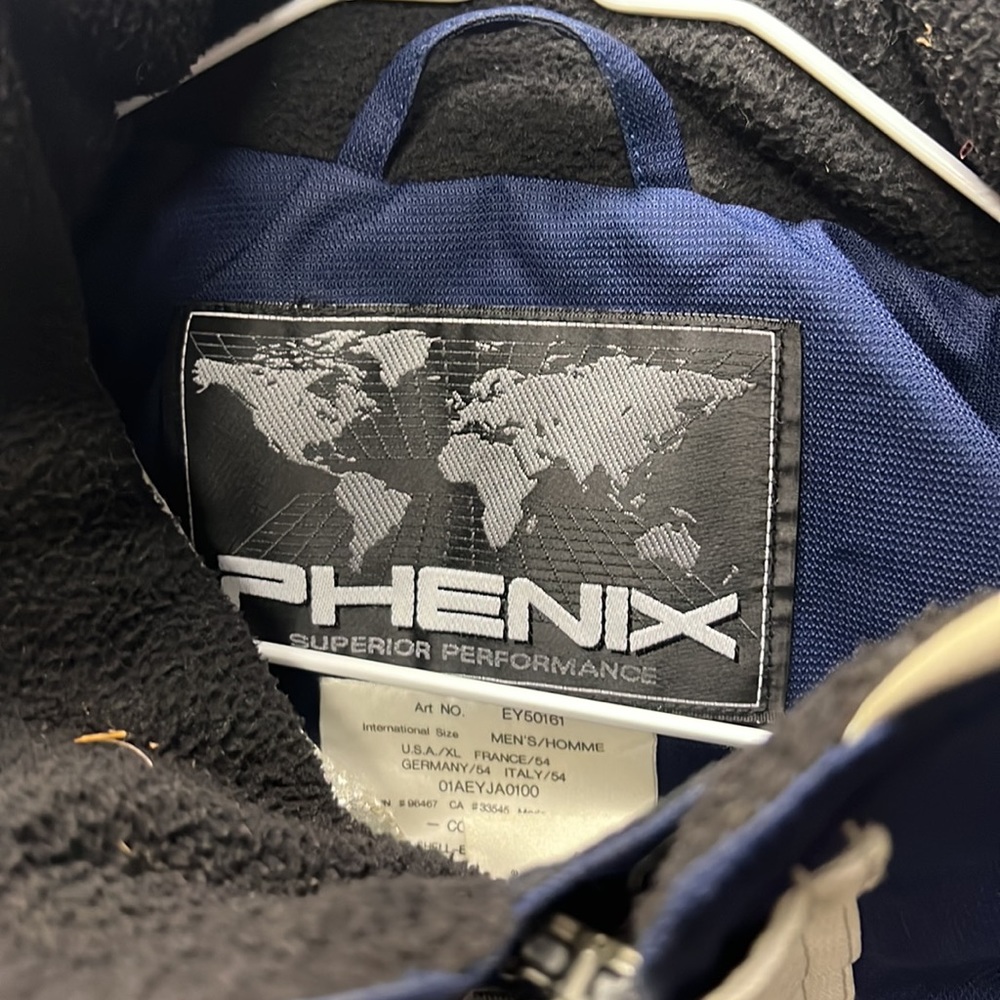 PHENIX
SUPERIOR PERFORMANCE
Art NO. EY50161
International Size MEN'S/HOMME
U.S.A./XL FRANCE/54
GERMANY/54 ITALY/54
01AEYJA0100
#96467 CA #33545